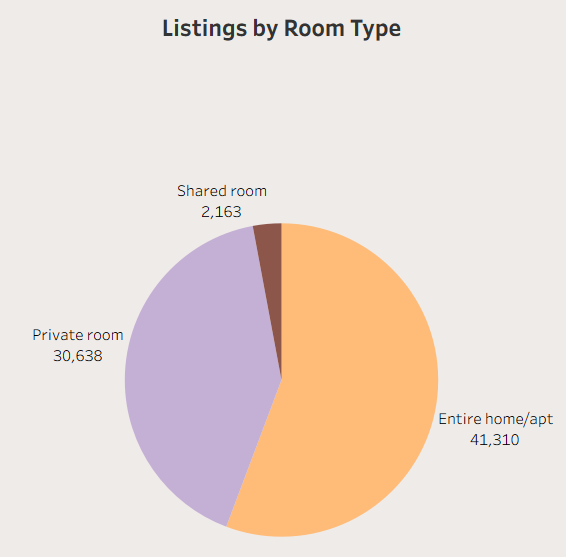 Listings by Room Type
Shared room
2,163
Private room
30,638
Entire home/apt
41,310